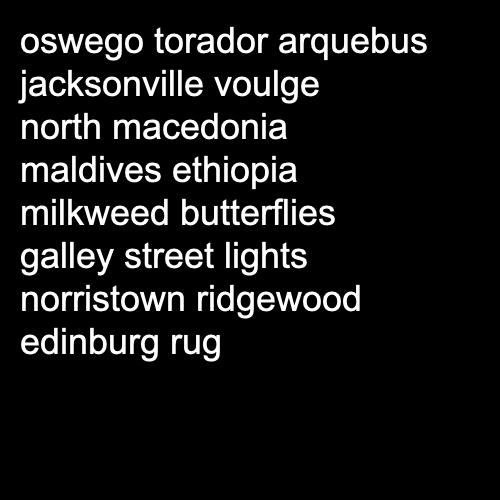 oswego torador arquebus
jacksonville voulge
north macedonia
maldives ethiopia
milkweed butterflies
galley street lights
norristown ridgewood
edinburg rug